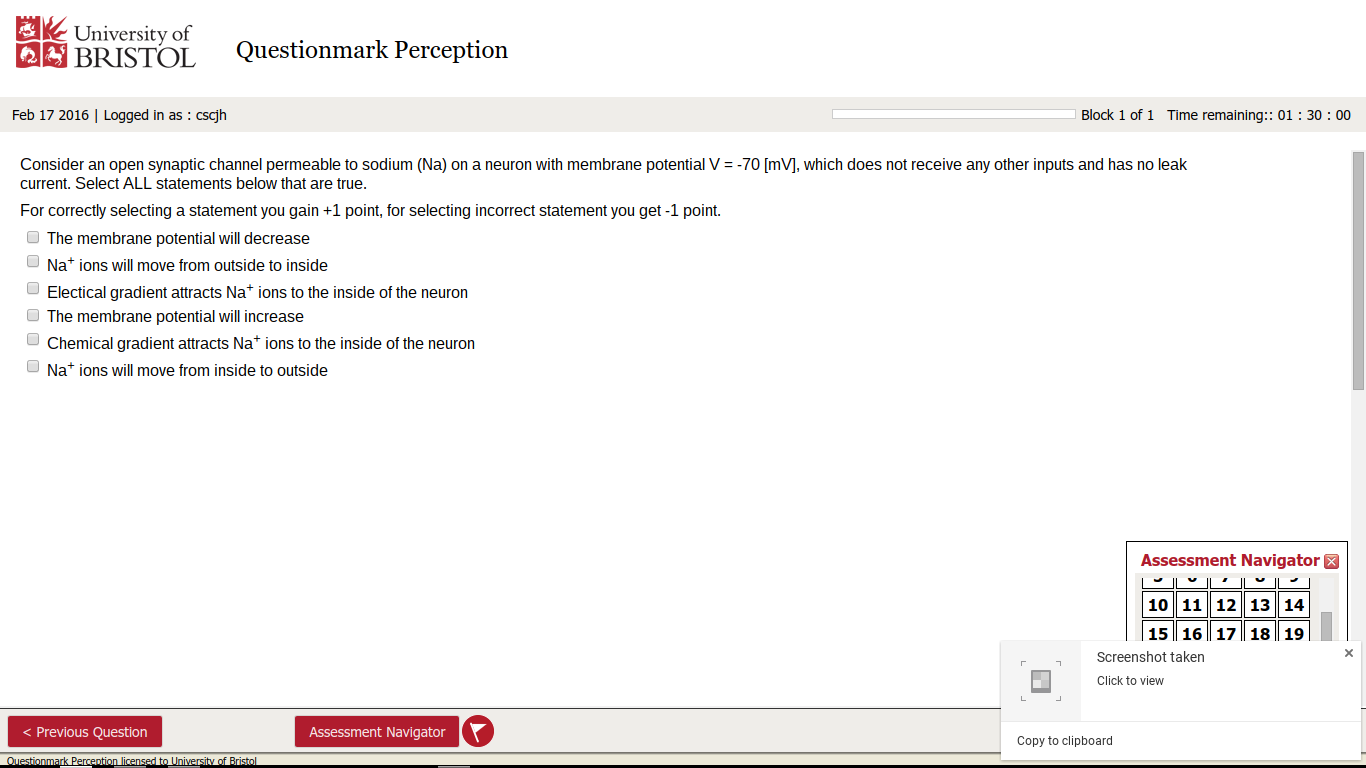 University of
BRISTOL
Questionmark Perception
Feb 17 2016 | Logged in as : cscjh
Block 1 of 1 Time remaining:: 01 : 30 : 00
Consider an open synaptic channel permeable to sodium (Na) on a neuron with membrane potential V = -70 [mV], which does not receive any other inputs and has no leak
current. Select ALL statements below that are true.
For correctly selecting a statement you gain +1 point, for selecting incorrect statement you get -1 point.
The membrane potential will decrease
Na+ ions will move from outside to inside
Electical gradient attracts Na+ ions to the inside of the neuron
The membrane potential will increase
Chemical gradient attracts Na+ ions to the inside of the neuron
Na+ ions will move from inside to outside
Assessment Navigator
10 11 12 13 14
15 16 17 18 19
Screenshot taken
Click to view
Copy to clipboard
< Previous Question
Assessment Navigator
Questionmark Perception licensed to University of Bristol